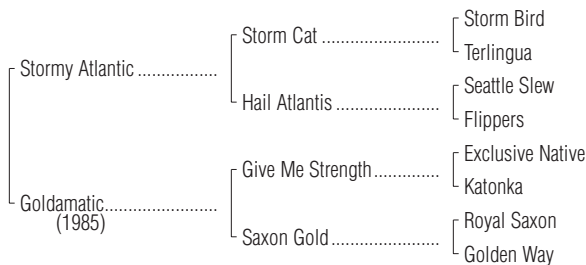 Storm Bird
Storm Cat ........................
Terlingua
Stormy Atlantic ................
Seattle Slew
Hail Atlantis .....................
Flippers
Exclusive Native
Give Me Strength................
Katonka
Goldamatic.......................
(1985)
Royal Saxon
Saxon Gold ......................
Golden Way